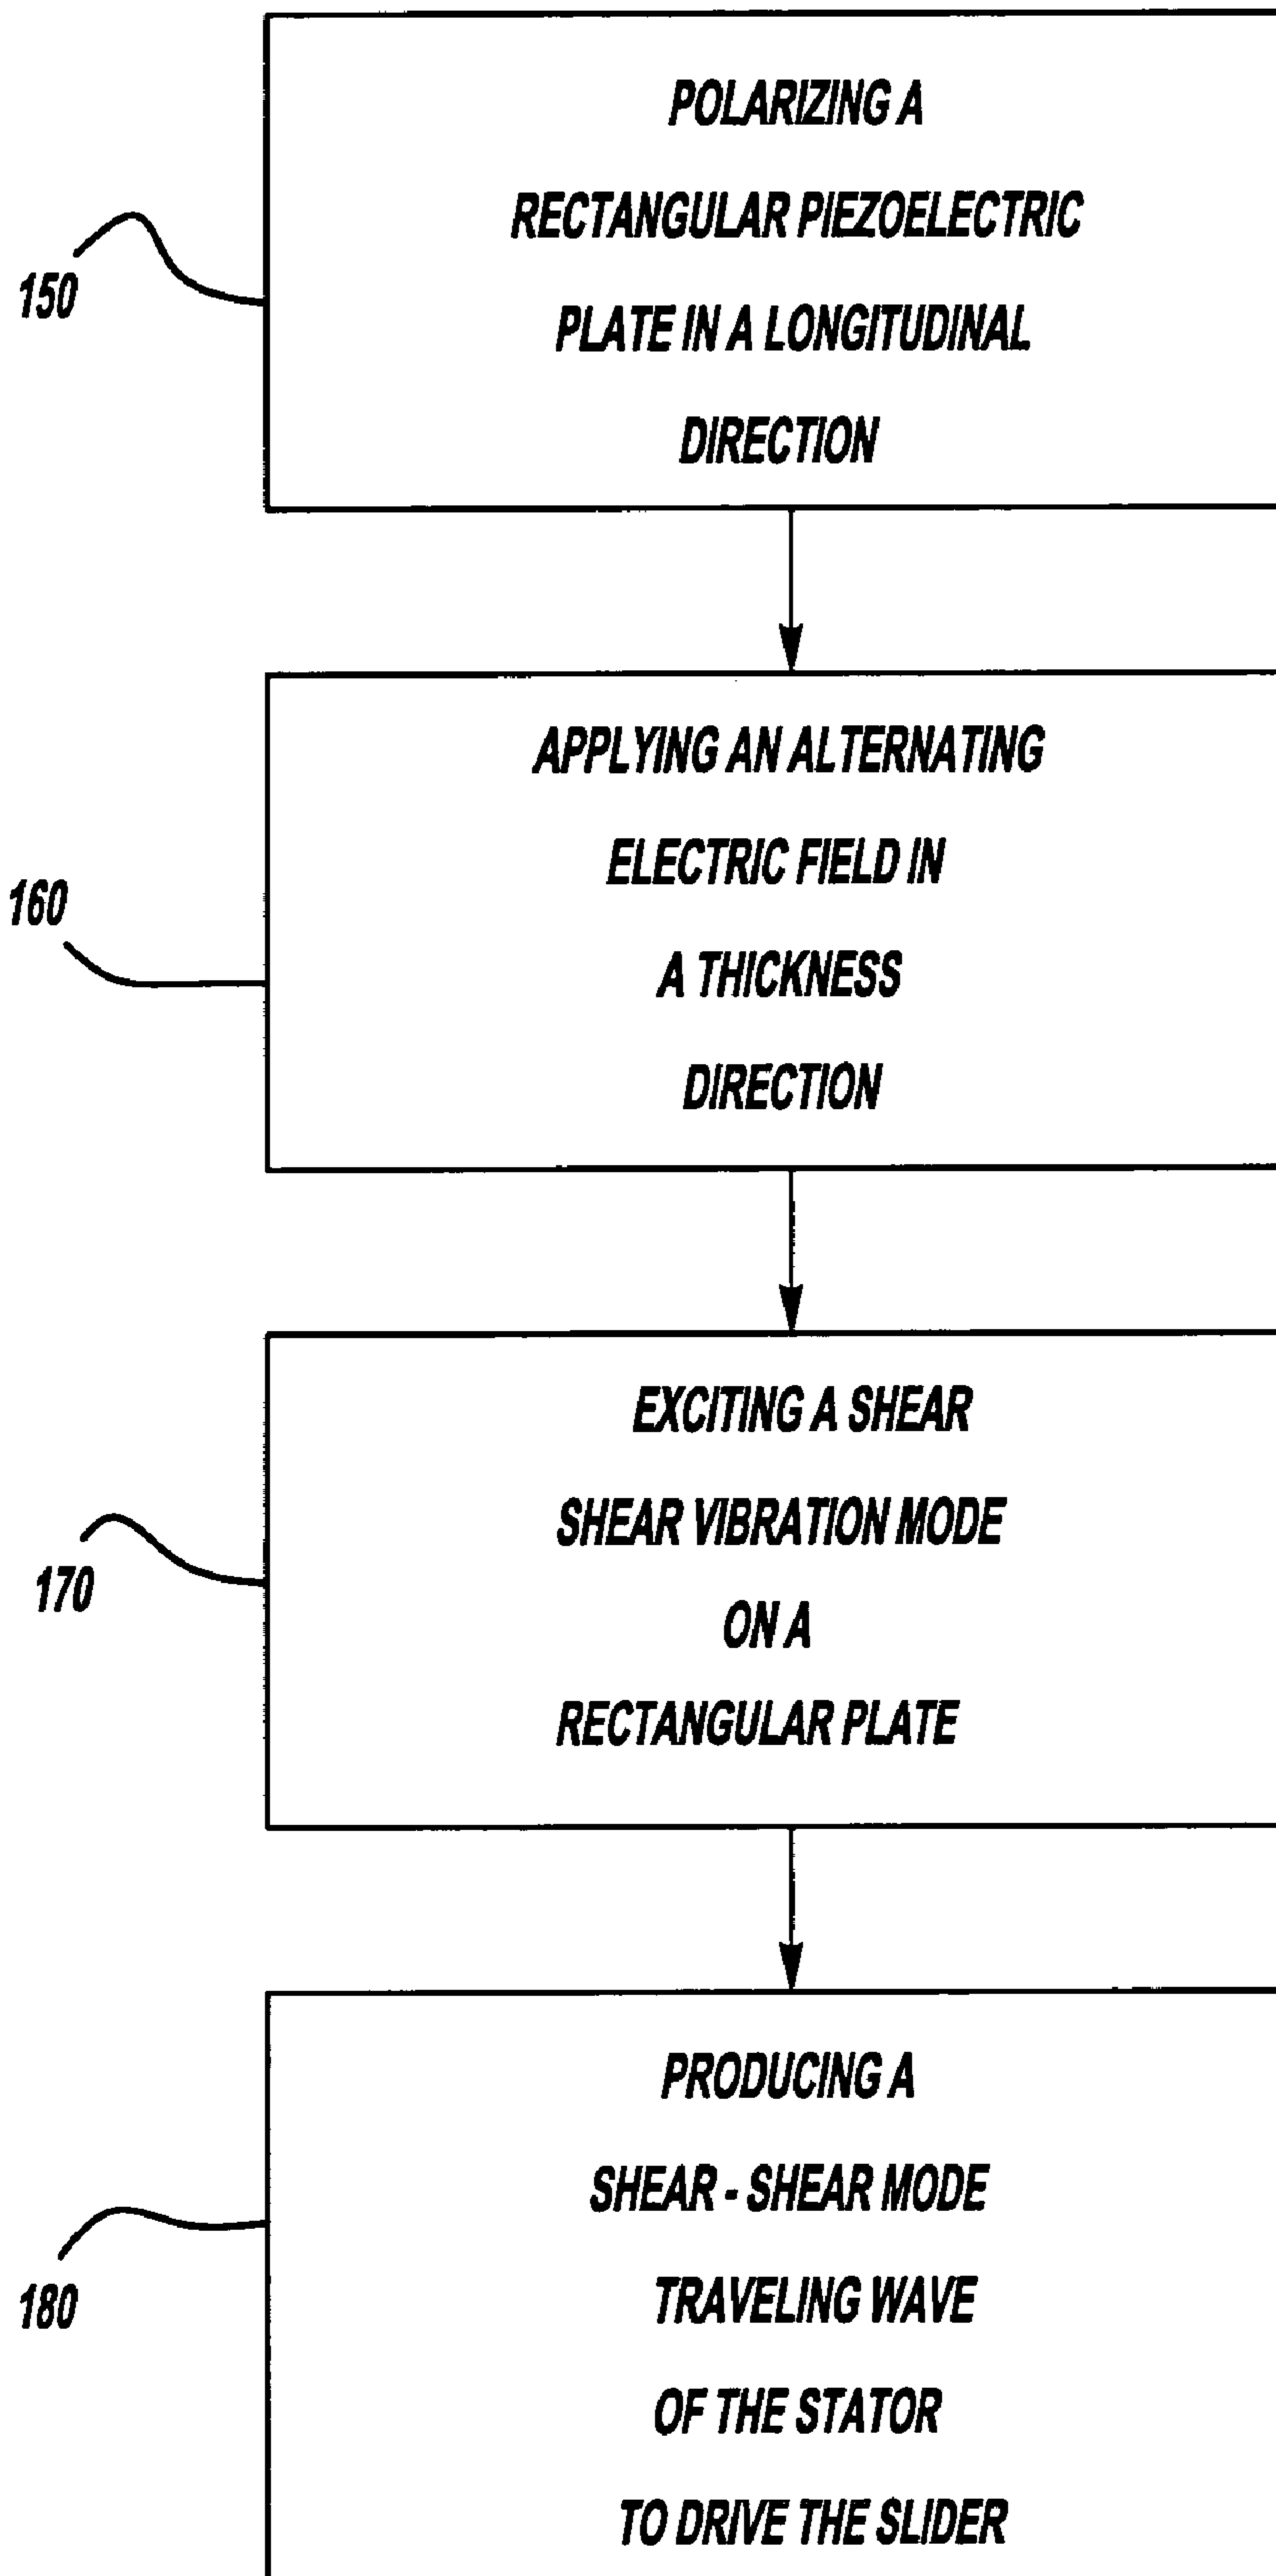 POLARIZING A
RECTANGULAR PIEZOELECTRIC
PLATE IN A LONGITUDINAL
DIRECTION
150
APPLYING AN ALTERNATING
ELECTRIC FIELD IN
A THICKNESS
DIRECTION
160
EXCITING A SHEAR
SHEAR VIBRATION MODE
ON A
RECTANGULAR PLATE
170
PRODUCING A
SHEAR - SHEAR MODE
TRAVELING WAVE
OF THE STATOR
TO DRIVE THE SLIDER
180